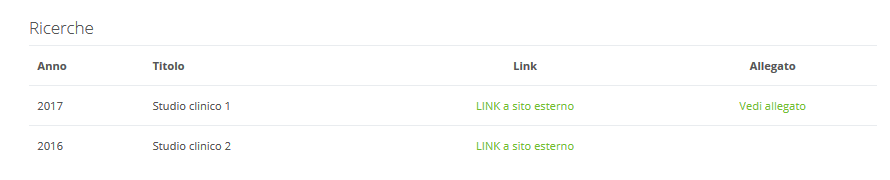 Ricerche
Anno Titolo Link Allegato
2017 Studio clinico 1 LINK a sito esterno Vedi allegato
2016 Studio clinico 2 LINK a sito esterno